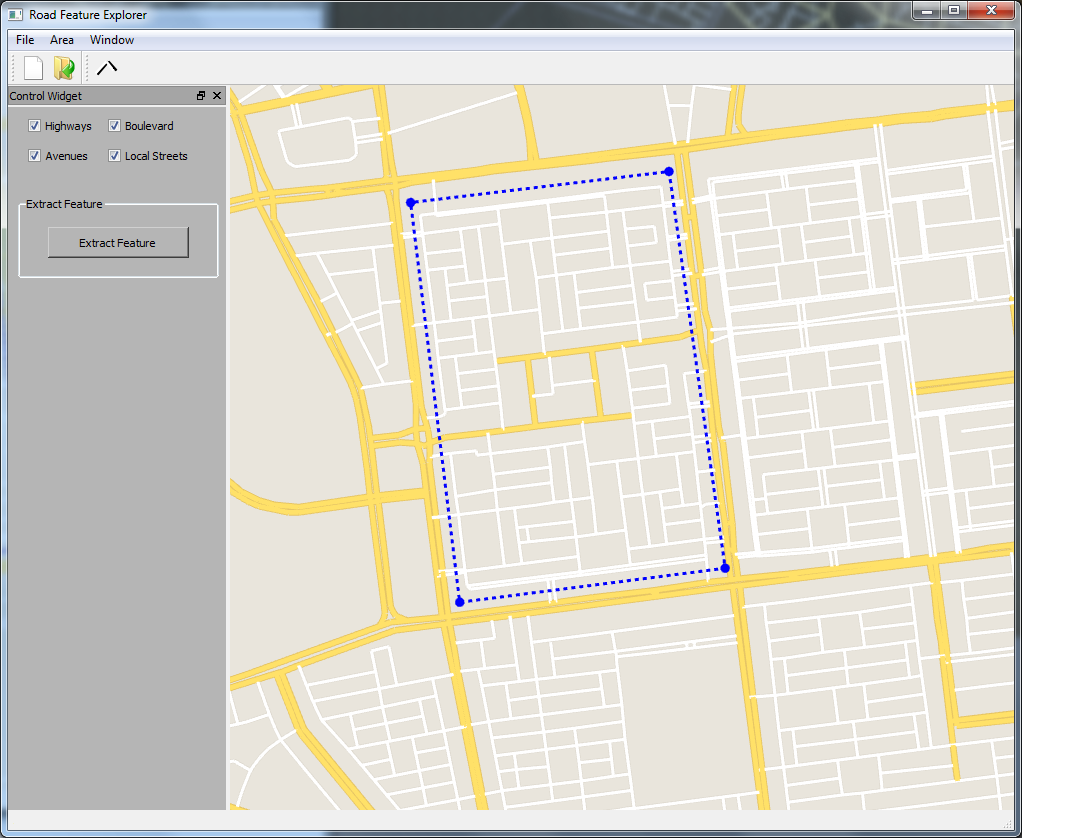 Road Feature Explorer
File Area Window
Control Widget
Highways Boulevard
Avenues Local Streets
Extract Feature
Extract Feature